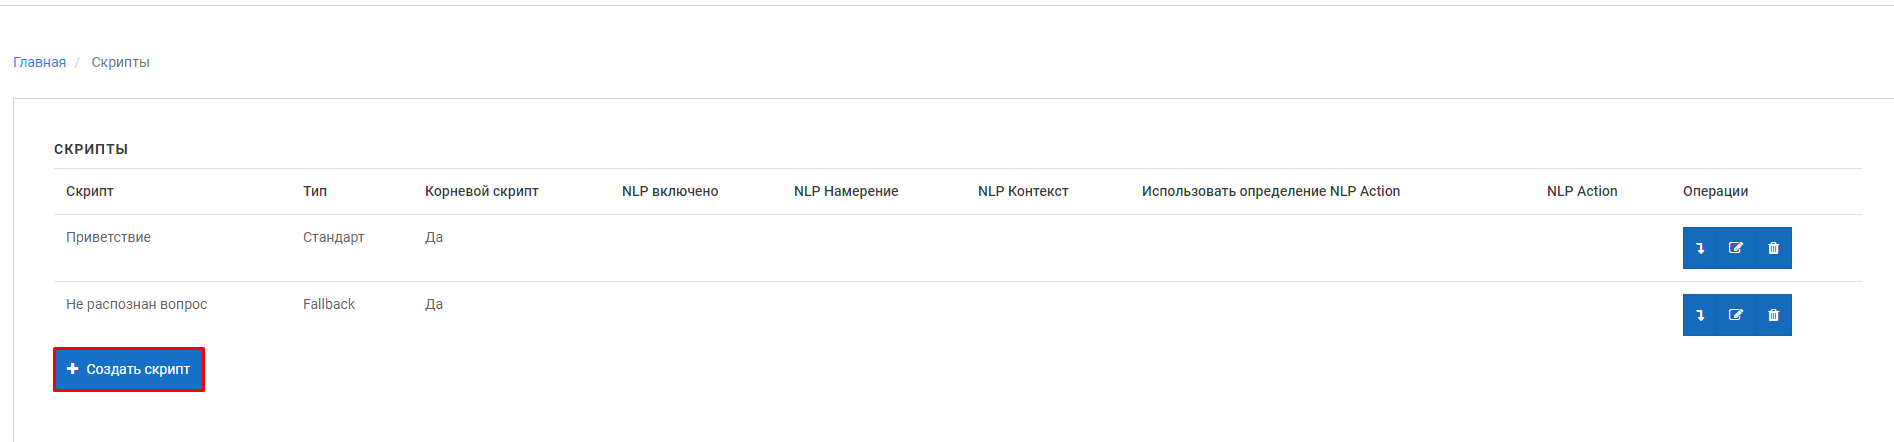 Главная / Скрипты
СКРИПТЫ
Скрипт Тип Корневой скрипт NLP включено NLP Намерение NLP Контекст Использовать определение NLP Action NLP Action Операции
Приветствие Стандарт Да
Не распознан вопрос Fallback Да
Создать скрипт